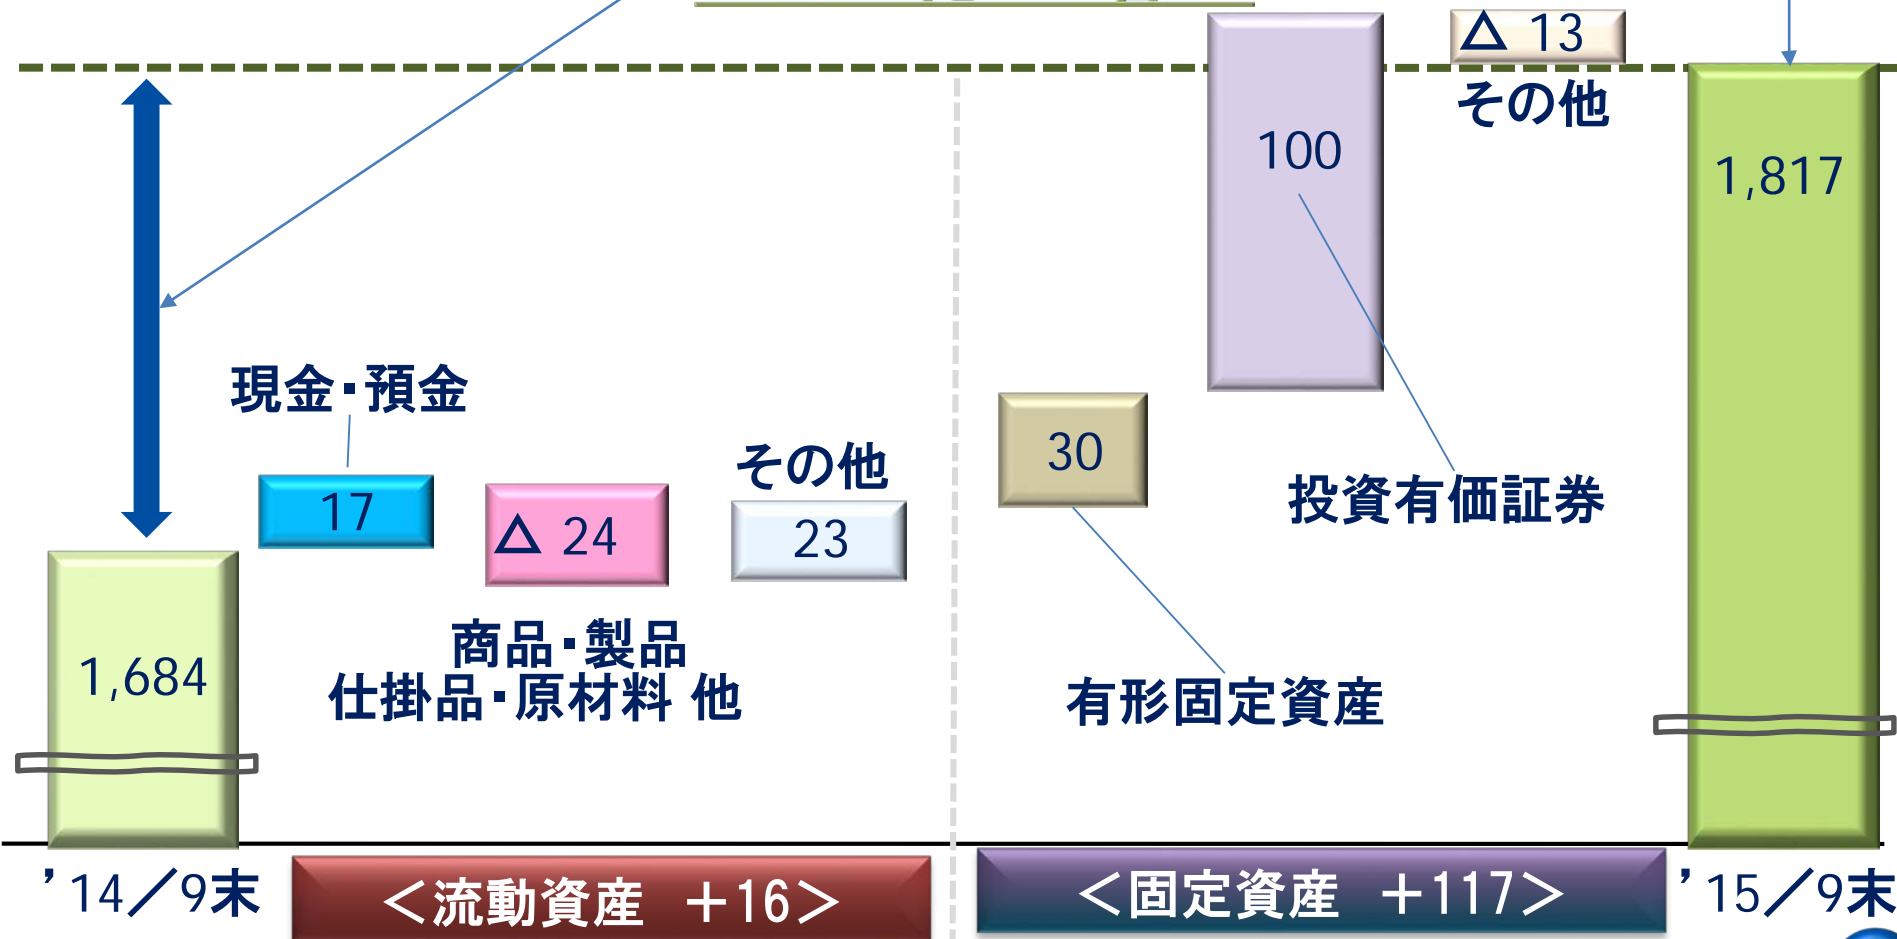 △ 13
その他
100
1,817
現金・預金
17
△ 24
その他
23
30
投資有価証券
商品・製品
仕掛品・原材料 他
有形固定資産
1,684
’14／9末
＜流動資産 ＋16＞
＜固定資産 ＋117＞
’15／9末